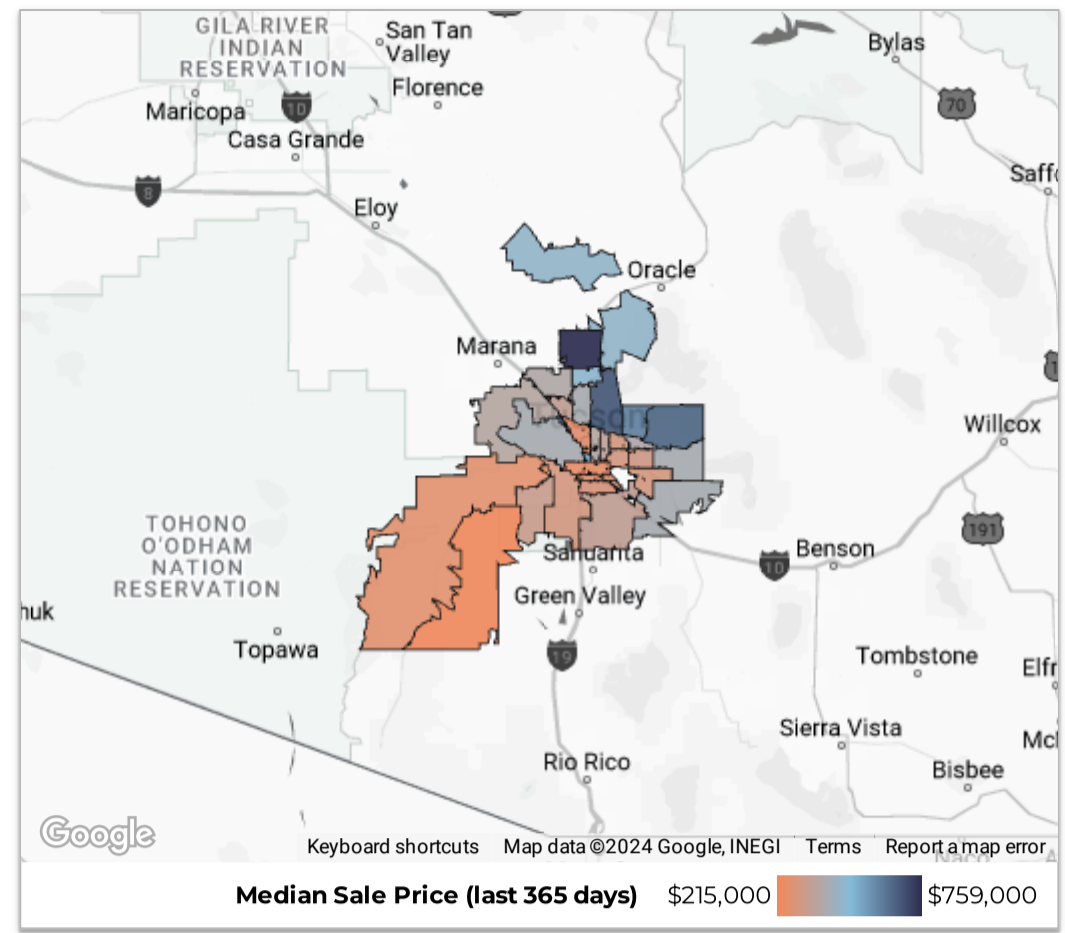 GILA RIVER
INDIAN
RESERVATION
San Tan
Valley
Bylas
Florence
Maricopa
10
70
Casa Grande
8
Eloy
Oracle
Marana
Tucson
Willcox
TOHONO
O'ODHAM
NATION
RESERVATION
191
Sahuarita
10
Benson
Green Valley
Topawa
19
Tombstone
Sierra Vista
Rio Rico
Bisbee
Google
Keyboard shortcuts
Map data ©2024 Google, INEGI
Terms
Report a map error
Naco
Median Sale Price (last 365 days)
$215,000
$759,000